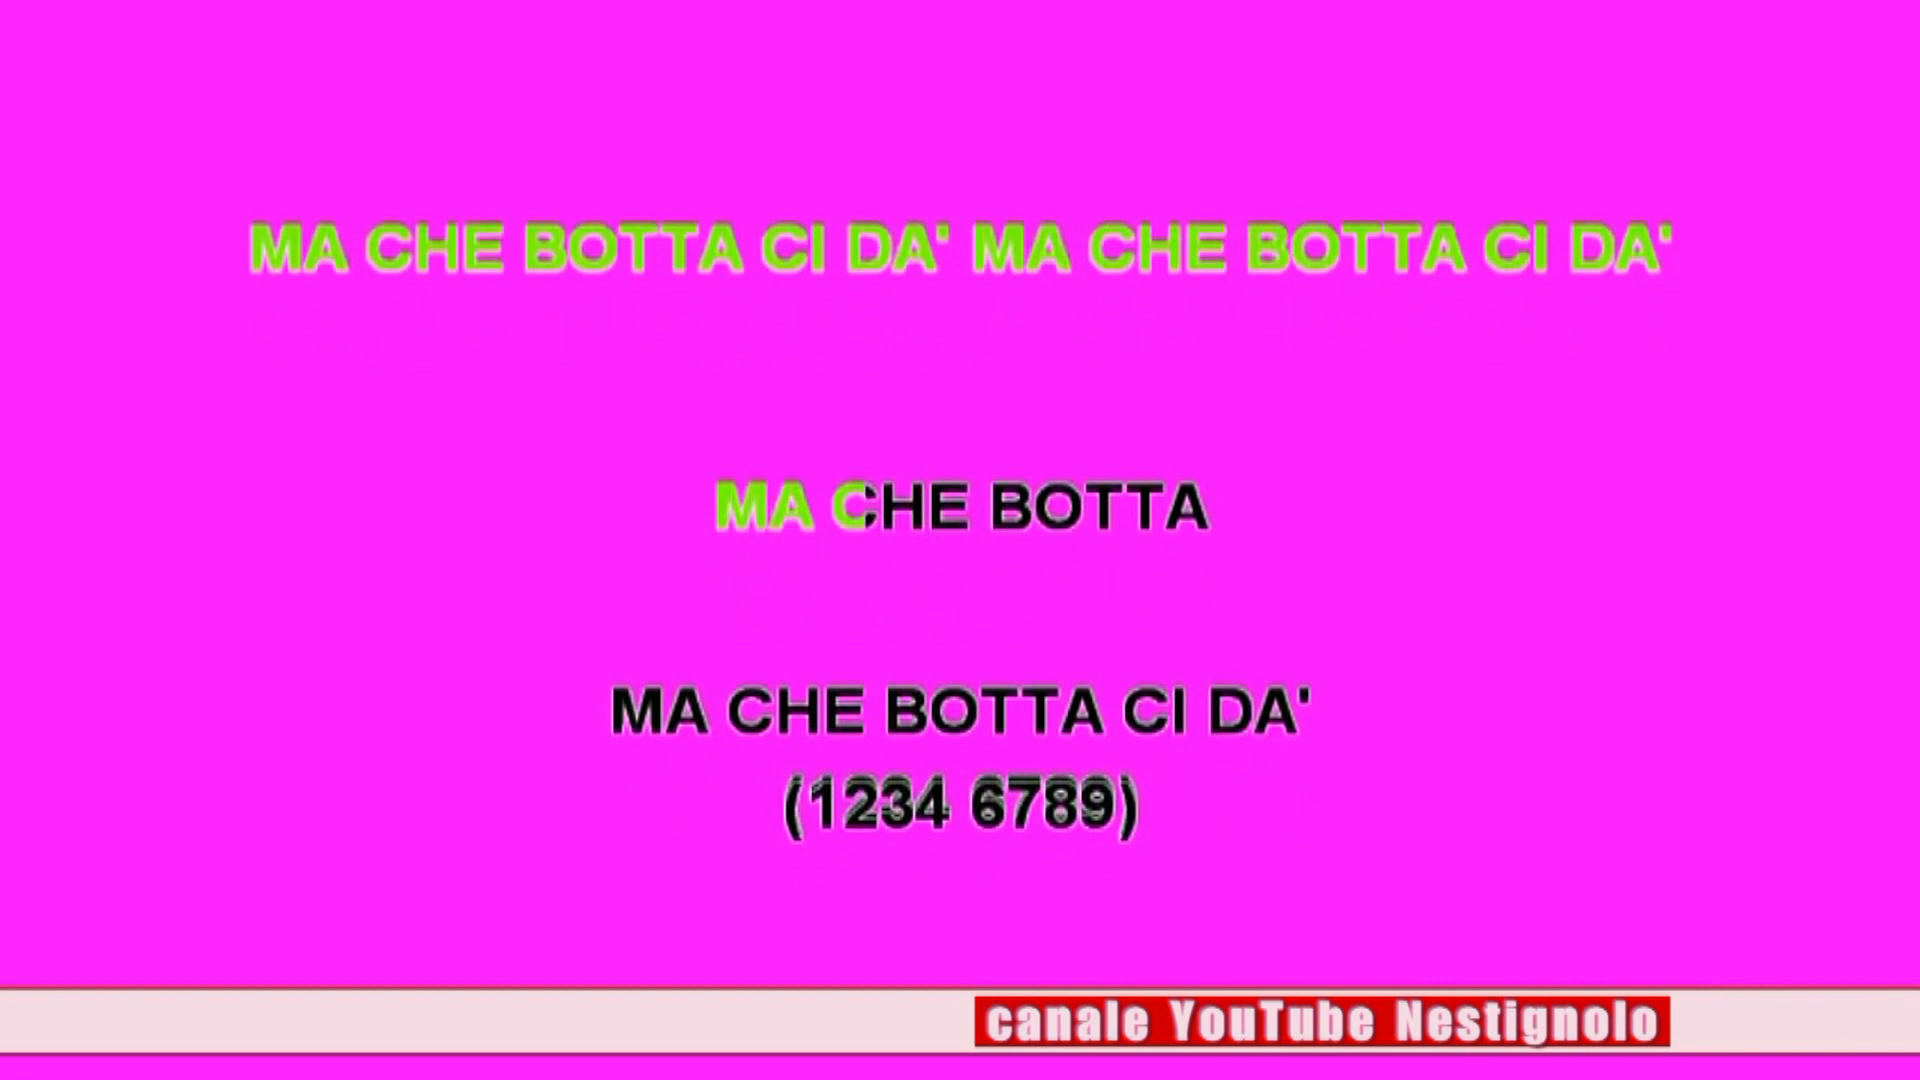 MA CHE BOTTA CI DA' MA CHE BOTTA CI DA'
MA CHE BOTTA
MA CHE BOTTA CI DA'
(1234 6789)
canale YouTube Nestignolo